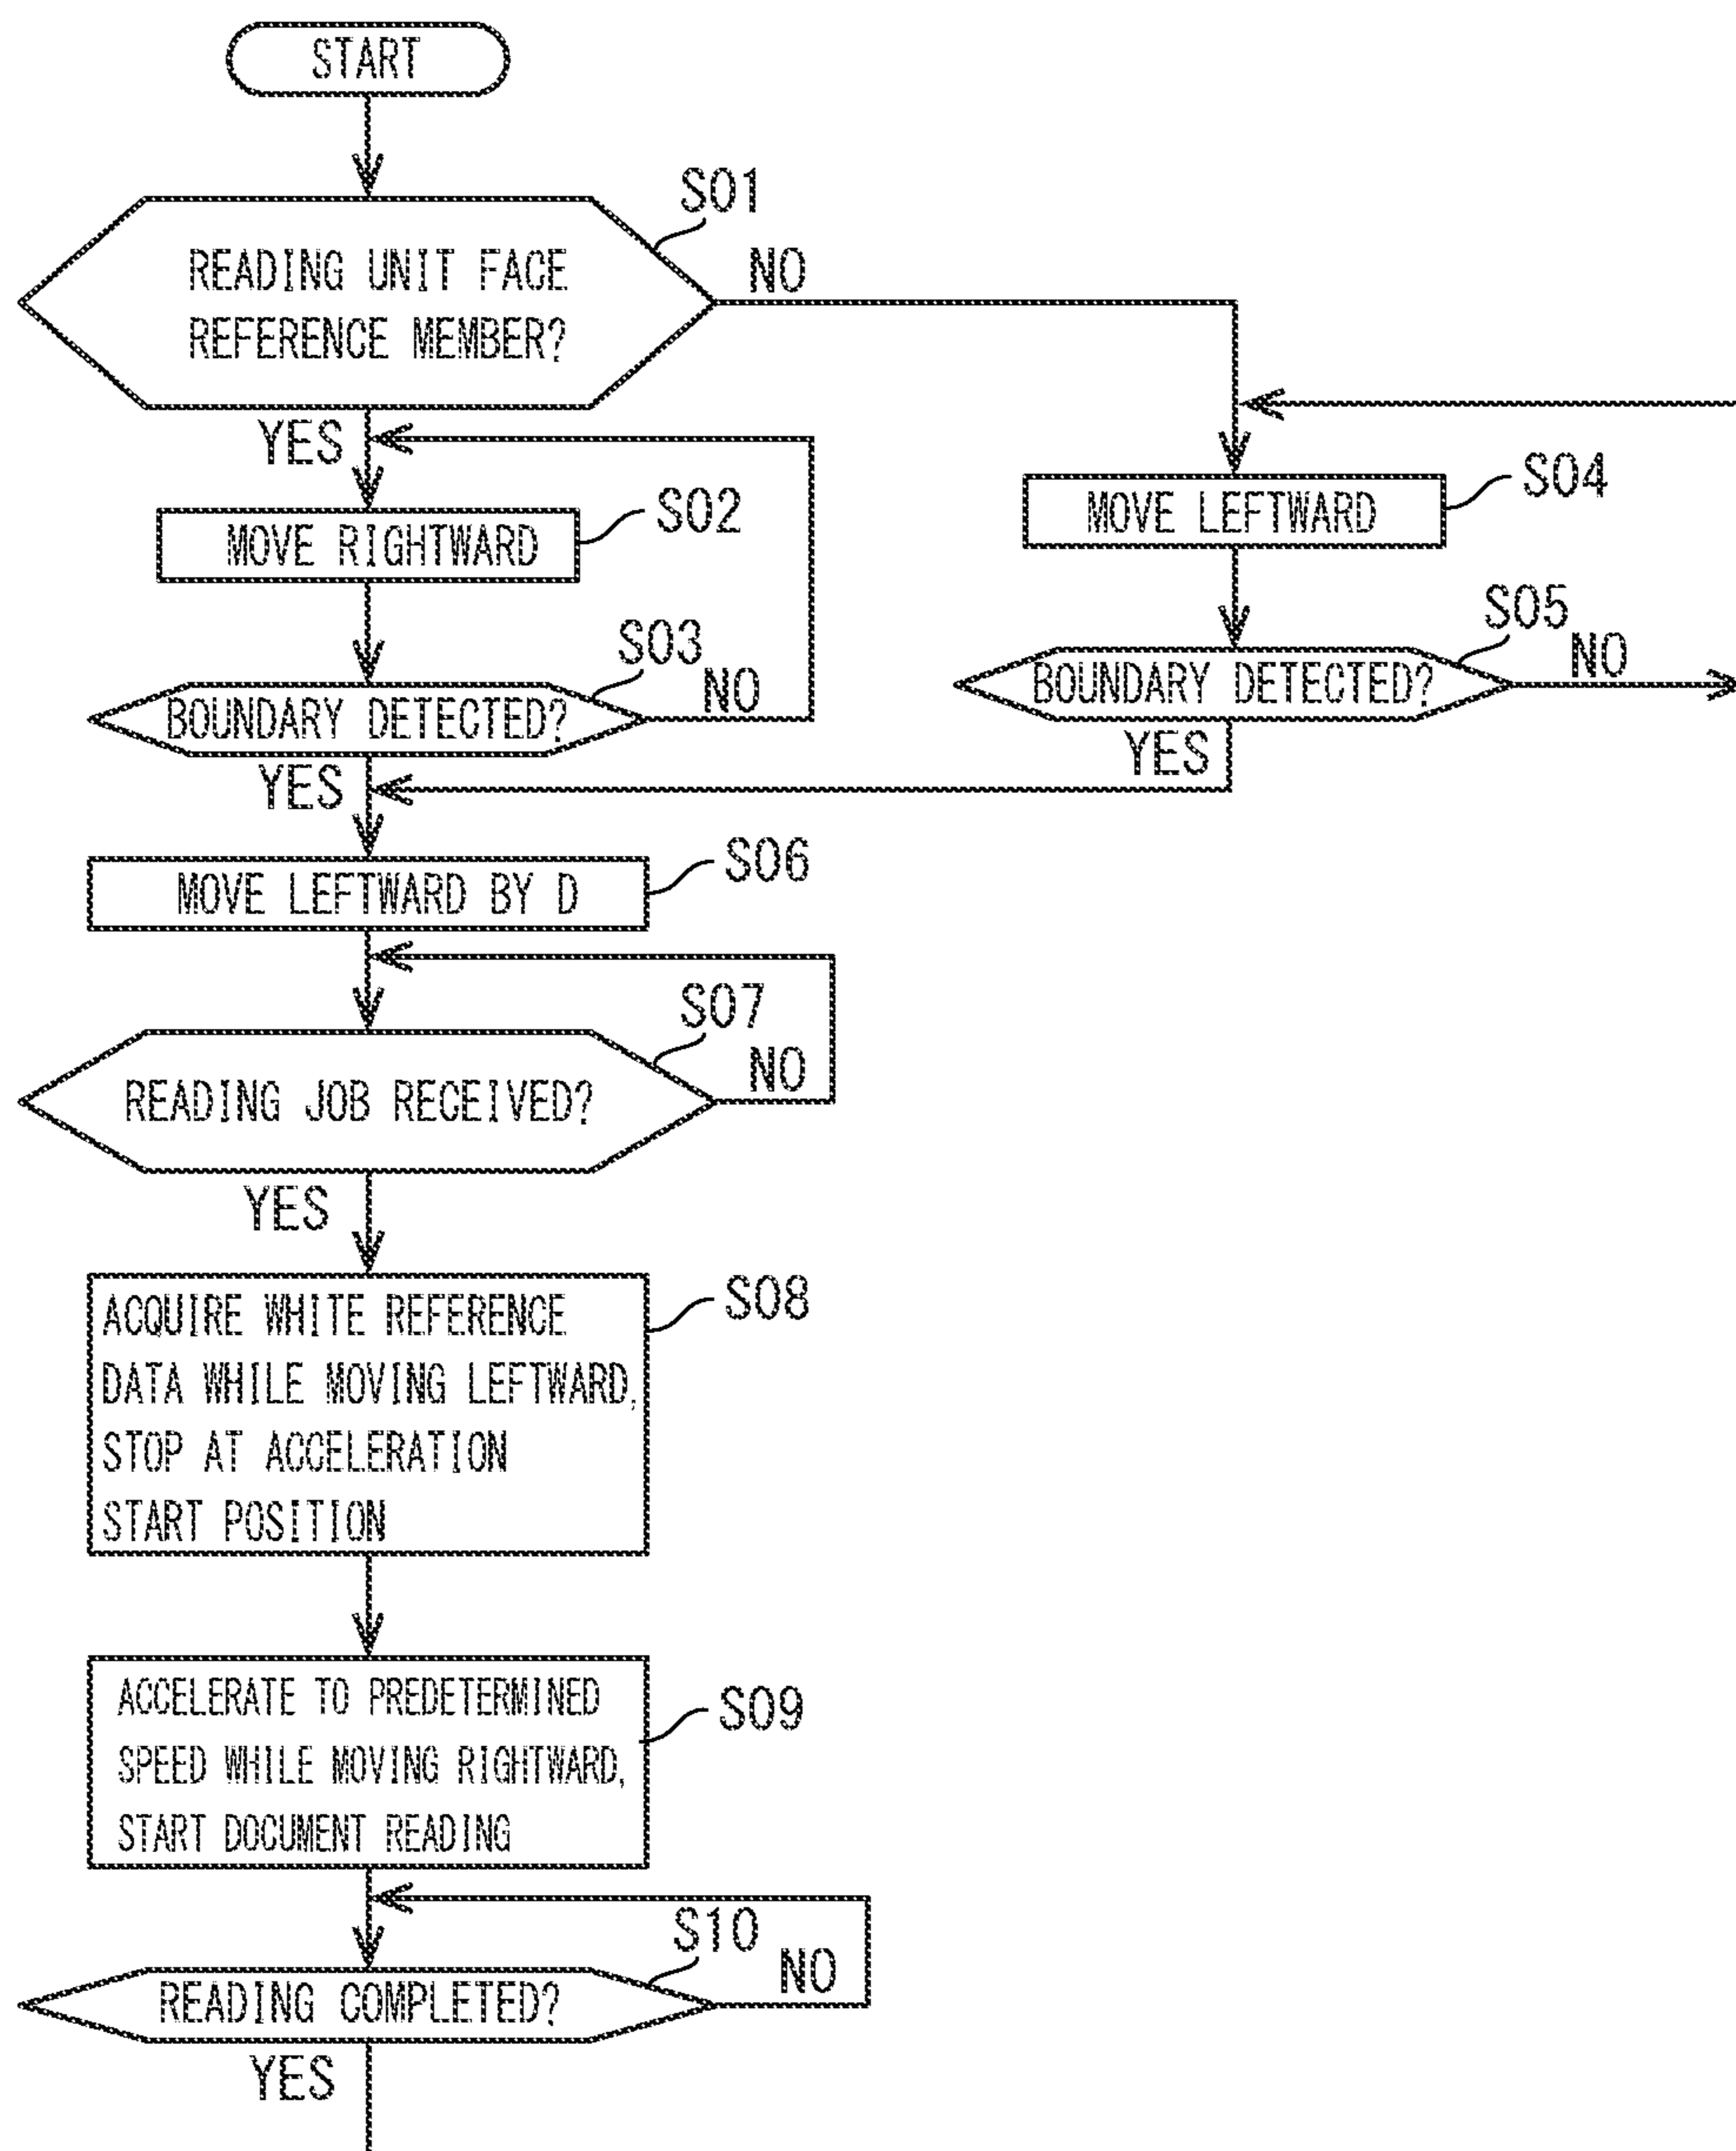 START
S01
READING UNIT FACE
REFERENCE MEMBER?
NO
YES
S02
MOVE RIGHTWARD
S03
BOUNDARY DETECTED?
NO
YES
S04
MOVE LEFTWARD
S05
BOUNDARY DETECTED?
NO
YES
S06
MOVE LEFTWARD BY D
S07
READING JOB RECEIVED?
NO
YES
S08
ACQUIRE WHITE REFERENCE
DATA WHILE MOVING LEFTWARD,
STOP AT ACCELERATION
START POSITION
S09
ACCELERATE TO PREDETERMINED
SPEED WHILE MOVING RIGHTWARD,
START DOCUMENT READING
S10
READING COMPLETED?
NO
YES